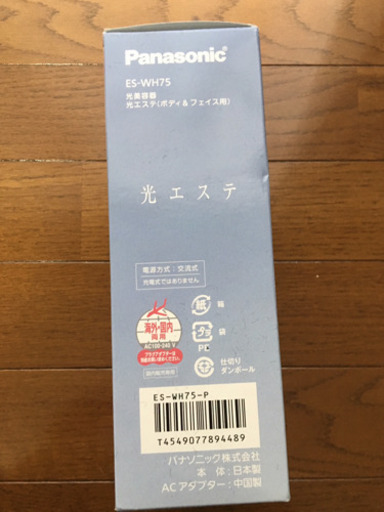 Panasonic
ES-WH75
光美容器
光エステ〈ボディ&フェイス用〉
光エステ
電源方式：交流式
充電式ではありません
紙 箱
プラ 袋
海外・国内
両用
AC100-240V
仕切り
ダンボール
ES-WH75-P
T4549077894489
パナソニック株式会社
本体：日本製
ACアダプター：中国製